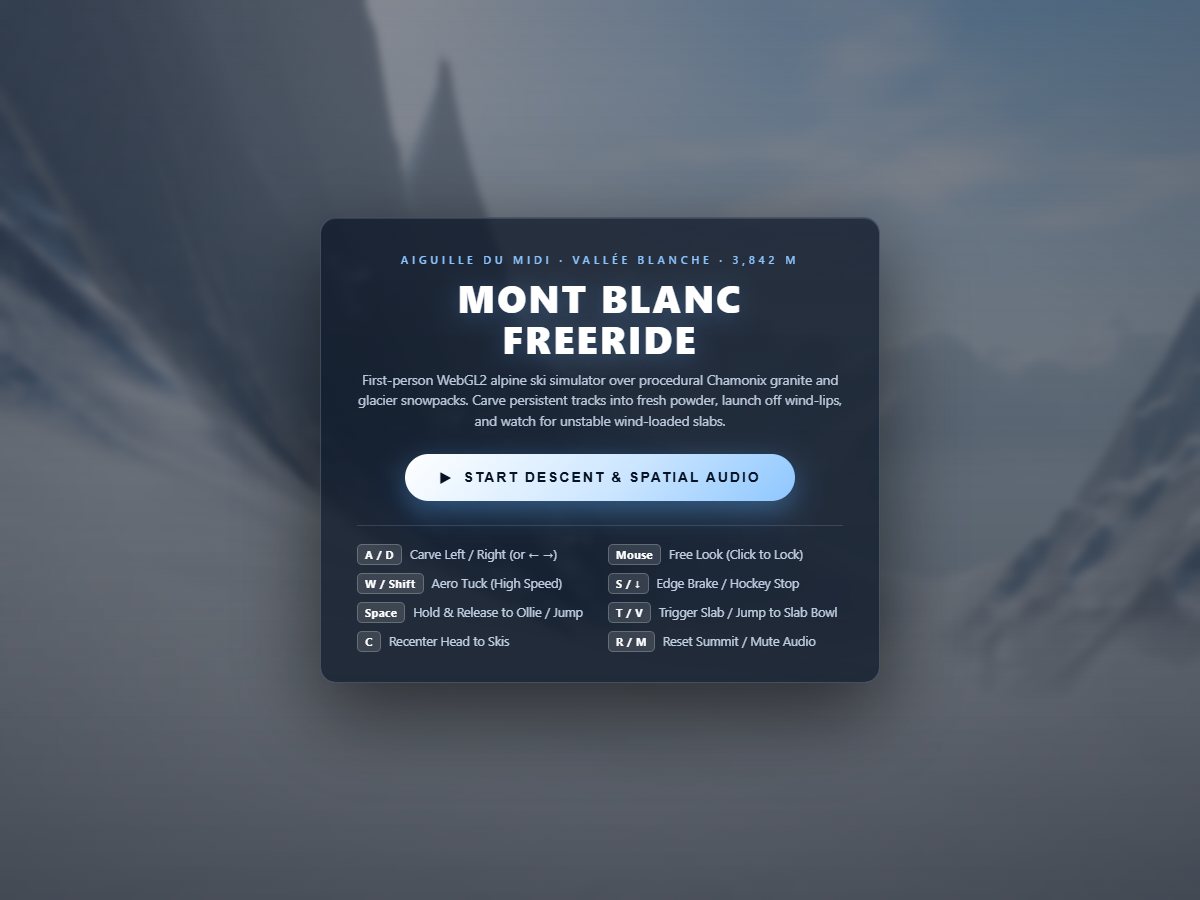 AIGUILLE DU MIDI · VALLÉE BLANCHE · 3,842 M
MONT BLANC
FREERIDE
First-person WebGL2 alpine ski simulator over procedural Chamonix granite and
glacier snowpacks. Carve persistent tracks into fresh powder, launch off wind-lips,
and watch for unstable wind-loaded slabs.
▶ START DESCENT & SPATIAL AUDIO
A / D Carve Left / Right (or ← →)
Mouse Free Look (Click to Lock)
W / Shift Aero Tuck (High Speed)
S / ↓ Edge Brake / Hockey Stop
Space Hold & Release to Ollie / Jump
T / V Trigger Slab / Jump to Slab Bowl
C Recenter Head to Skis
R / M Reset Summit / Mute Audio